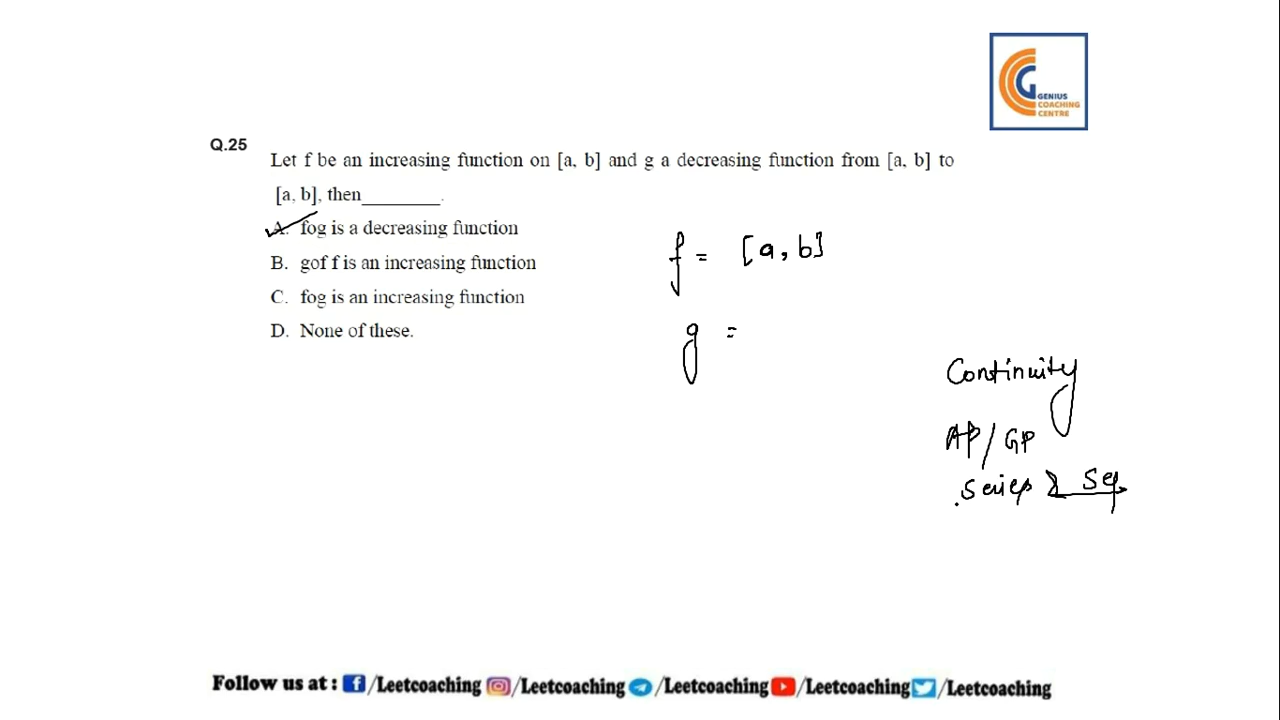 GENIUS
COACHING
CENTRE
Q.25
Let f be an increasing function on [a, b] and g a decreasing function from [a, b] to
[a, b], then________.
A. fog is a decreasing function
B. gof f is an increasing function
C. fog is an increasing function
D. None of these.
f = [a, b]
g =
Continuity
AP/GP
Series & Seq
Follow us at : /Leetcoaching /Leetcoaching /Leetcoaching /Leetcoaching /Leetcoaching